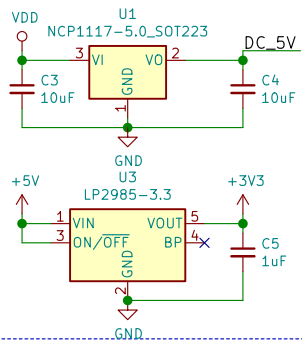 U1
NCP1117-5.0_SOT223
VDD
DC_5V
3 VI VO 2
C3
10uF
C4
10uF
GND
1
GND
U3
LP2985-3.3
+5V
+3V3
1 VIN VOUT 5
3 ON/OFF BP 4
C5
1uF
GND
2
GND